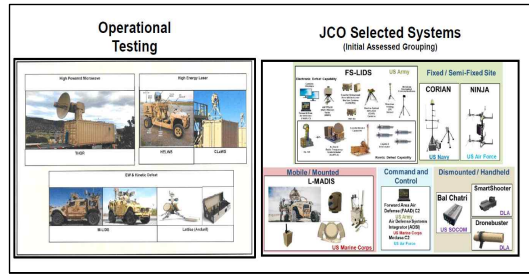 Operational
Testing
High Powered Microwave
High Energy Laser
THOR
HELWS
CLaWS
EW & Kinetic Defeat
M-LIDS
Lattice (Anduril)
JCO Selected Systems
(Initial Assessed Grouping)
FS-LIDS
US Army
Electronic Defeat Capability
Kinetic Defeat Capability
Fixed / Semi-Fixed Site
CORIAN
US Navy
NINJA
US Air Force
Mobile / Mounted
L-MADIS
US Marine Corps
Command and
Control
Forward Area Air
Defense (FAAD) C2
US Army
Air Defense Systems
Integrator (ADSI)
US Marine Corps
Medusa C2
US Air Force
Dismounted / Handheld
Bal Chatri
US SOCOM
SmartShooter
DLA
Dronebuster
DLA